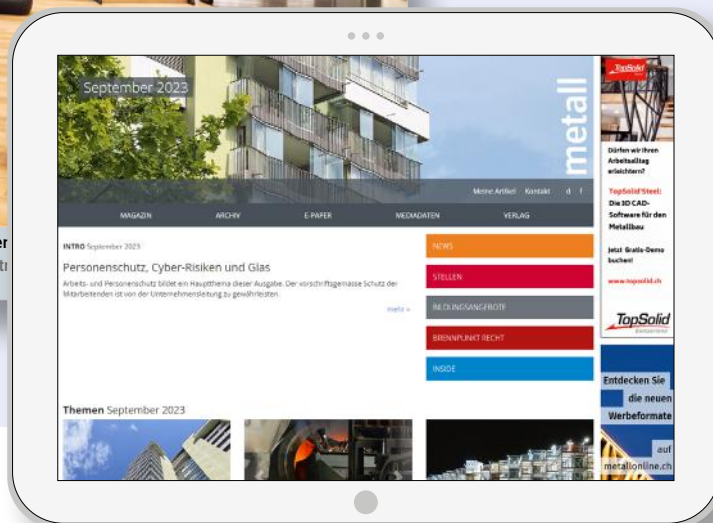 September 2023
metall
Meine Artikel Kontakt d f
MAGAZIN ARCHIV E-PAPER MEDIADATEN VERLAG
INTRO September 2023
Personenschutz, Cyber-Risiken und Glas
Arbeits- und Personenschutz bildet ein Hauptthema dieser Ausgabe. Der vorschriftsgemässe Schutz der
Mitarbeitenden ist von der Unternehmensleitung zu gewährleisten.
mehr »
NEWS
STELLEN
BILDUNGSANGEBOTE
BRENNPUNKT RECHT
INSIDE
Themen September 2023
TopSolid
Dürfen wir Ihren
Arbeitsalltag
erleichtern?
TopSolid'Steel:
Die 3D CAD-
Software für den
Metallbau
Jetzt Gratis-Demo
buchen!
www.topsolid.ch
TopSolid
Entdecken Sie
die neuen
Werbeformate
auf
metallonline.ch